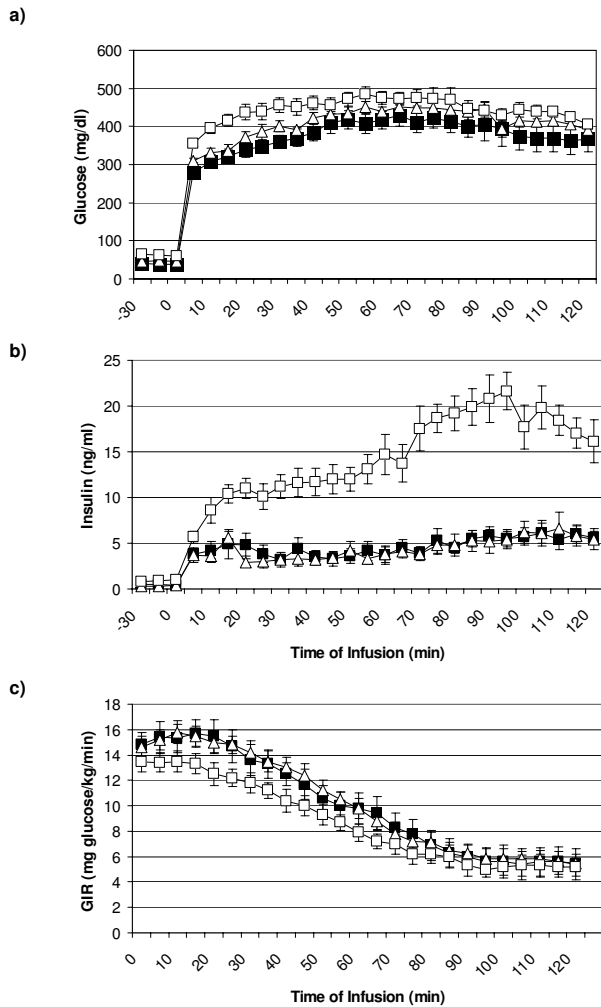 a)
600
500
400
300
200
100
0
Glucose (mg/dl)
-30 0 10 20 30 40 50 60 70 80 90 100 110 120
b)
25
20
15
10
5
0
Insulin (ng/ml)
-30 0 10 20 30 40 50 60 70 80 90 100 110 120
Time of Infusion (min)
c)
18
16
14
12
10
8
6
4
2
0
GIR (mg glucose/kg/min)
0 10 20 30 40 50 60 70 80 90 100 110 120
Time of Infusion (min)